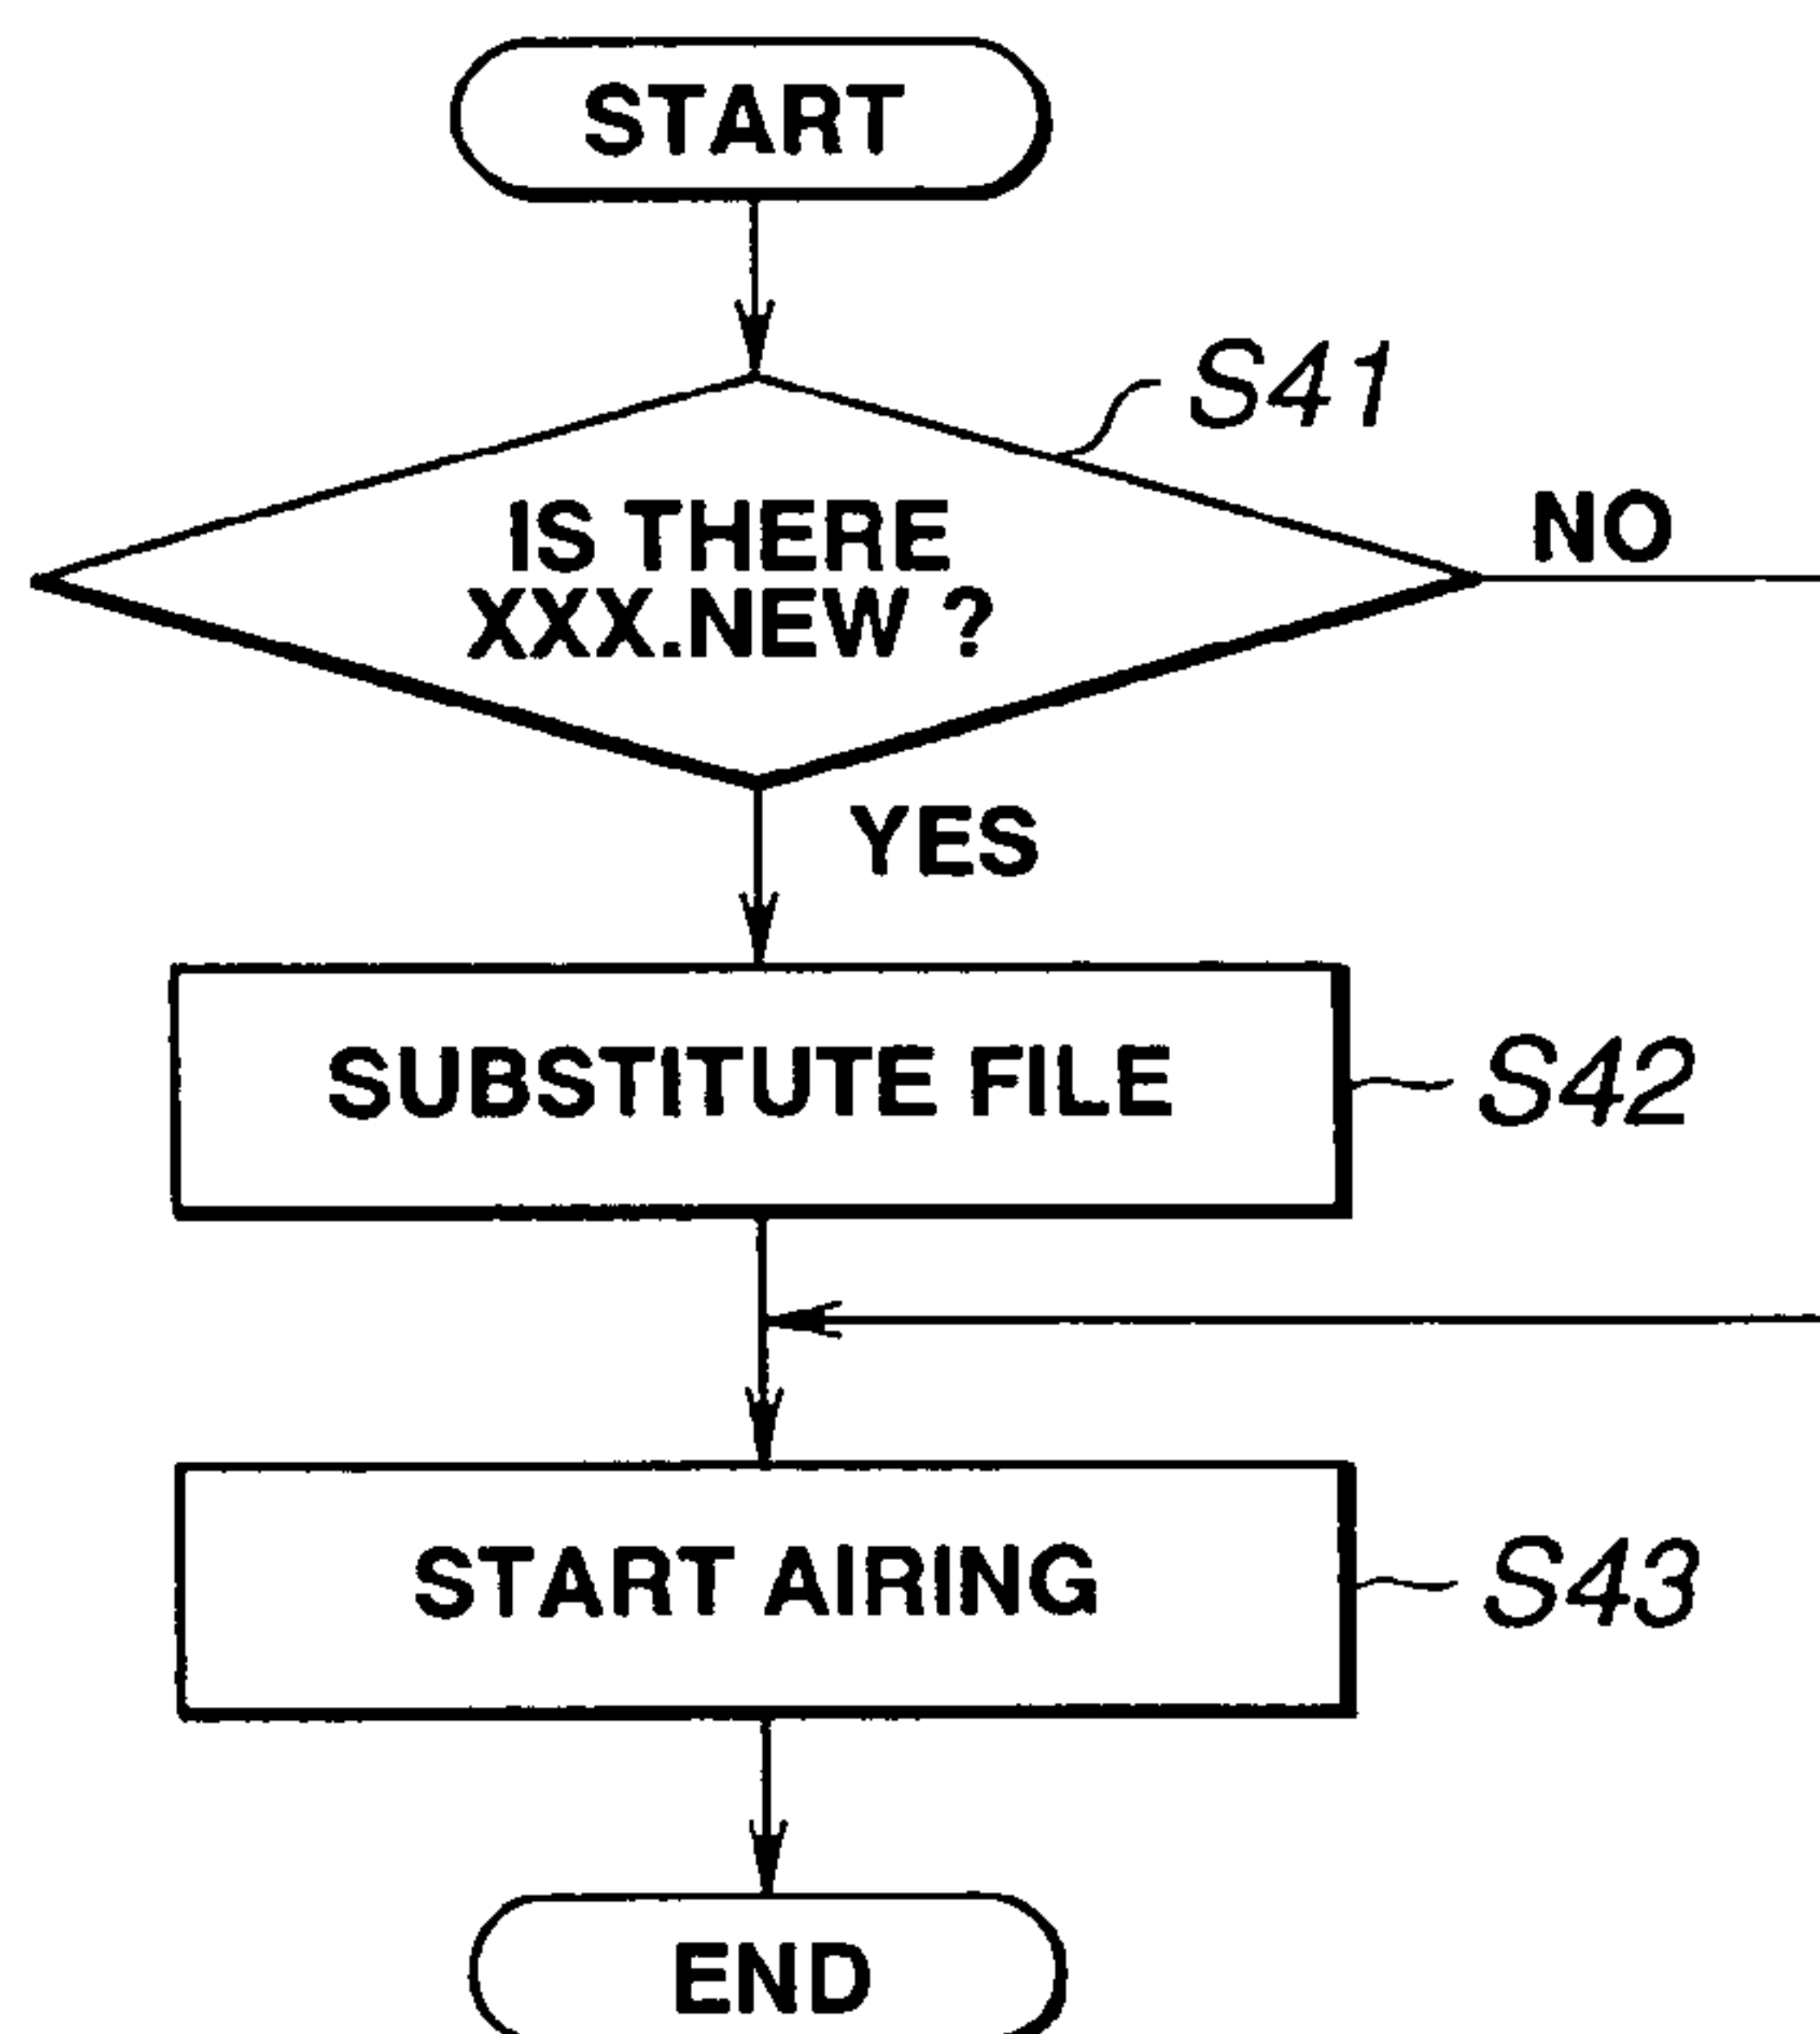 START
S41
IS THERE
XXX.NEW ?
NO
YES
SUBSTITUTE FILE
S42
START AIRING
S43
END